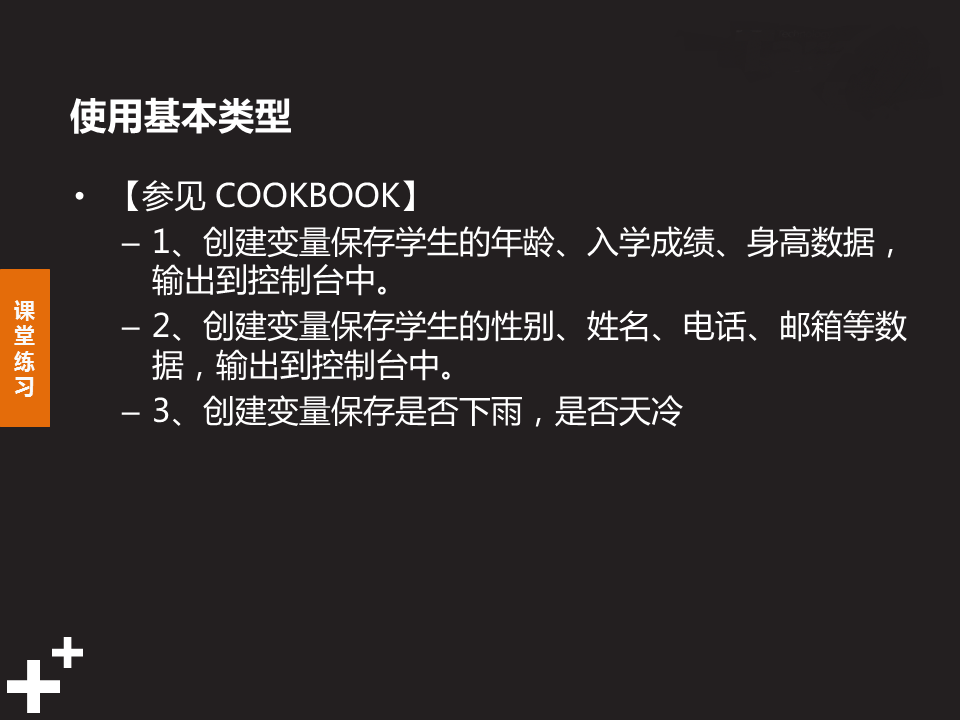 使用基本类型
• 【参见 COOKBOOK】
– 1、创建变量保存学生的年龄、入学成绩、身高数据，
输出到控制台中。
– 2、创建变量保存学生的性别、姓名、电话、邮箱等数
据，输出到控制台中。
– 3、创建变量保存是否下雨，是否天冷
课
堂
练
习